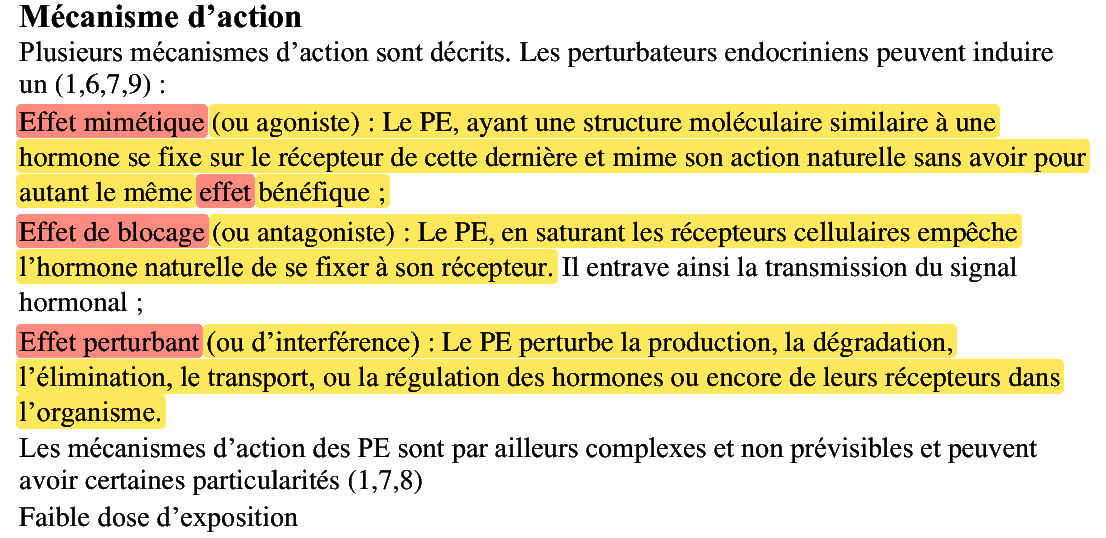 Mécanisme d’action
Plusieurs mécanismes d’action sont décrits. Les perturbateurs endocriniens peuvent induire
un (1,6,7,9) :
Effet mimétique (ou agoniste) : Le PE, ayant une structure moléculaire similaire à une
hormone se fixe sur le récepteur de cette dernière et mime son action naturelle sans avoir pour
autant le même effet bénéfique ;
Effet de blocage (ou antagoniste) : Le PE, en saturant les récepteurs cellulaires empêche
l’hormone naturelle de se fixer à son récepteur. Il entrave ainsi la transmission du signal
hormonal ;
Effet perturbant (ou d’interférence) : Le PE perturbe la production, la dégradation,
l’élimination, le transport, ou la régulation des hormones ou encore de leurs récepteurs dans
l’organisme.
Les mécanismes d’action des PE sont par ailleurs complexes et non prévisibles et peuvent
avoir certaines particularités (1,7,8)
Faible dose d’exposition